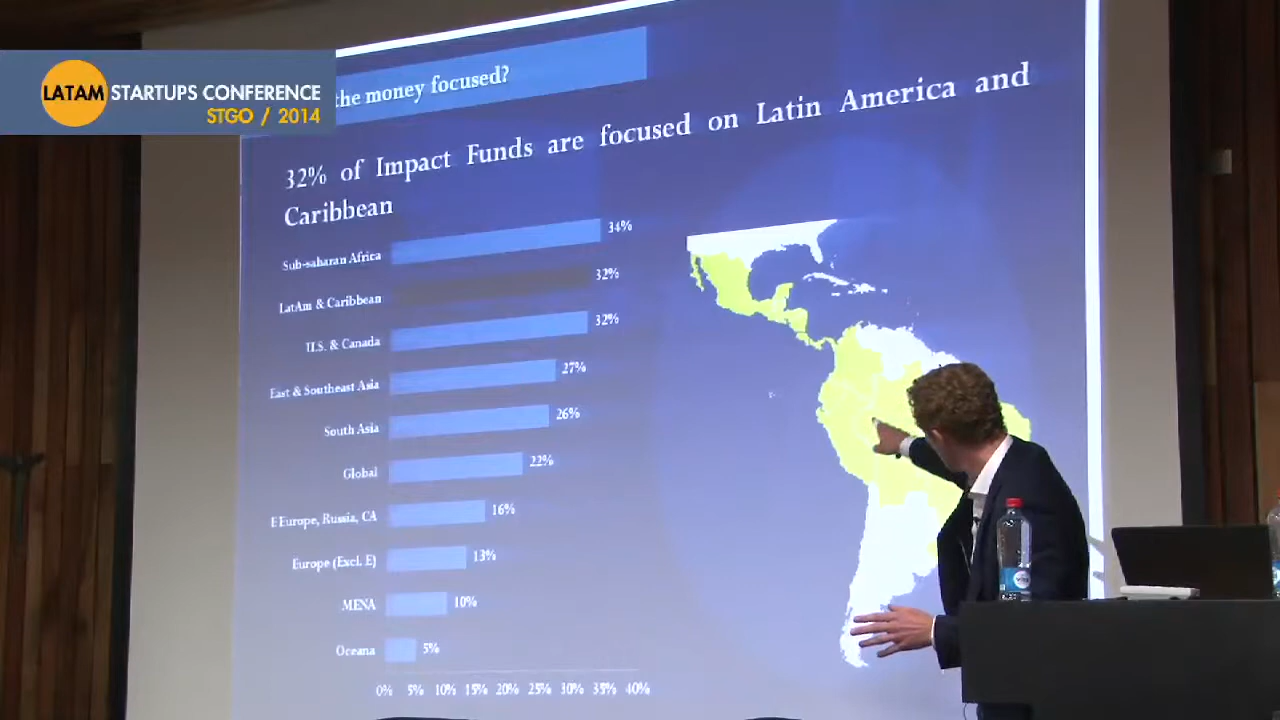 LATAM STARTUPS CONFERENCE
STGO / 2014
the money focused?
32% of Impact Funds are focused on Latin America and
Caribbean
Sub-saharan Africa 34%
LatAm & Caribbean 32%
U.S. & Canada 32%
East & Southeast Asia 27%
South Asia 26%
Global 22%
E Europe, Russia, CA 16%
Europe (Excl. E) 13%
MENA 10%
Oceana 5%
0% 5% 10% 15% 20% 25% 30% 35% 40%